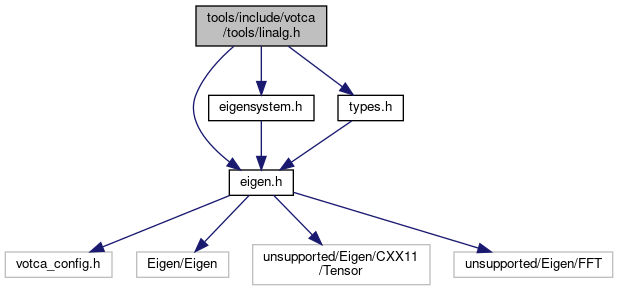 tools/include/votca
/tools/linalg.h
eigensystem.h
types.h
eigen.h
votca_config.h
Eigen/Eigen
unsupported/Eigen/CXX11
/Tensor
unsupported/Eigen/FFT